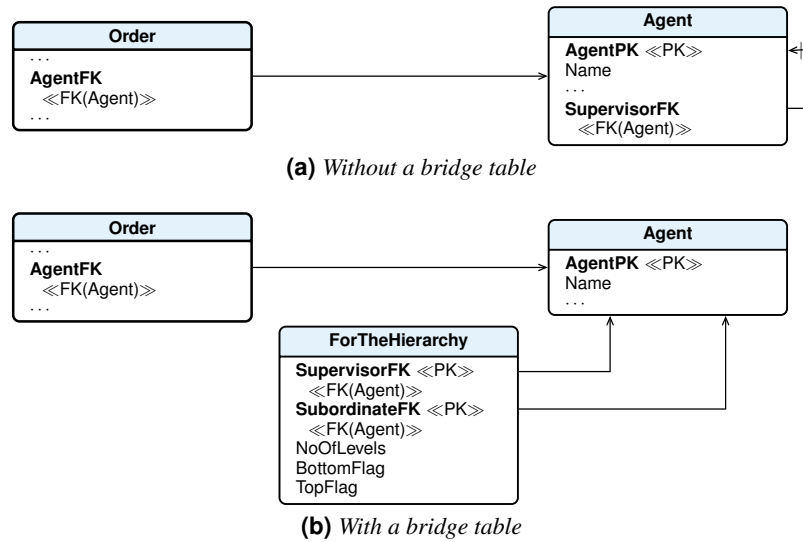 Order
. . .
AgentFK
≪FK(Agent)≫
. . .
Agent
AgentPK ≪PK≫
Name
. . .
SupervisorFK
≪FK(Agent)≫
(a) Without a bridge table
Order
. . .
AgentFK
≪FK(Agent)≫
. . .
Agent
AgentPK ≪PK≫
Name
. . .
ForTheHierarchy
SupervisorFK ≪PK≫
≪FK(Agent)≫
SubordinateFK ≪PK≫
≪FK(Agent)≫
NoOfLevels
BottomFlag
TopFlag
(b) With a bridge table